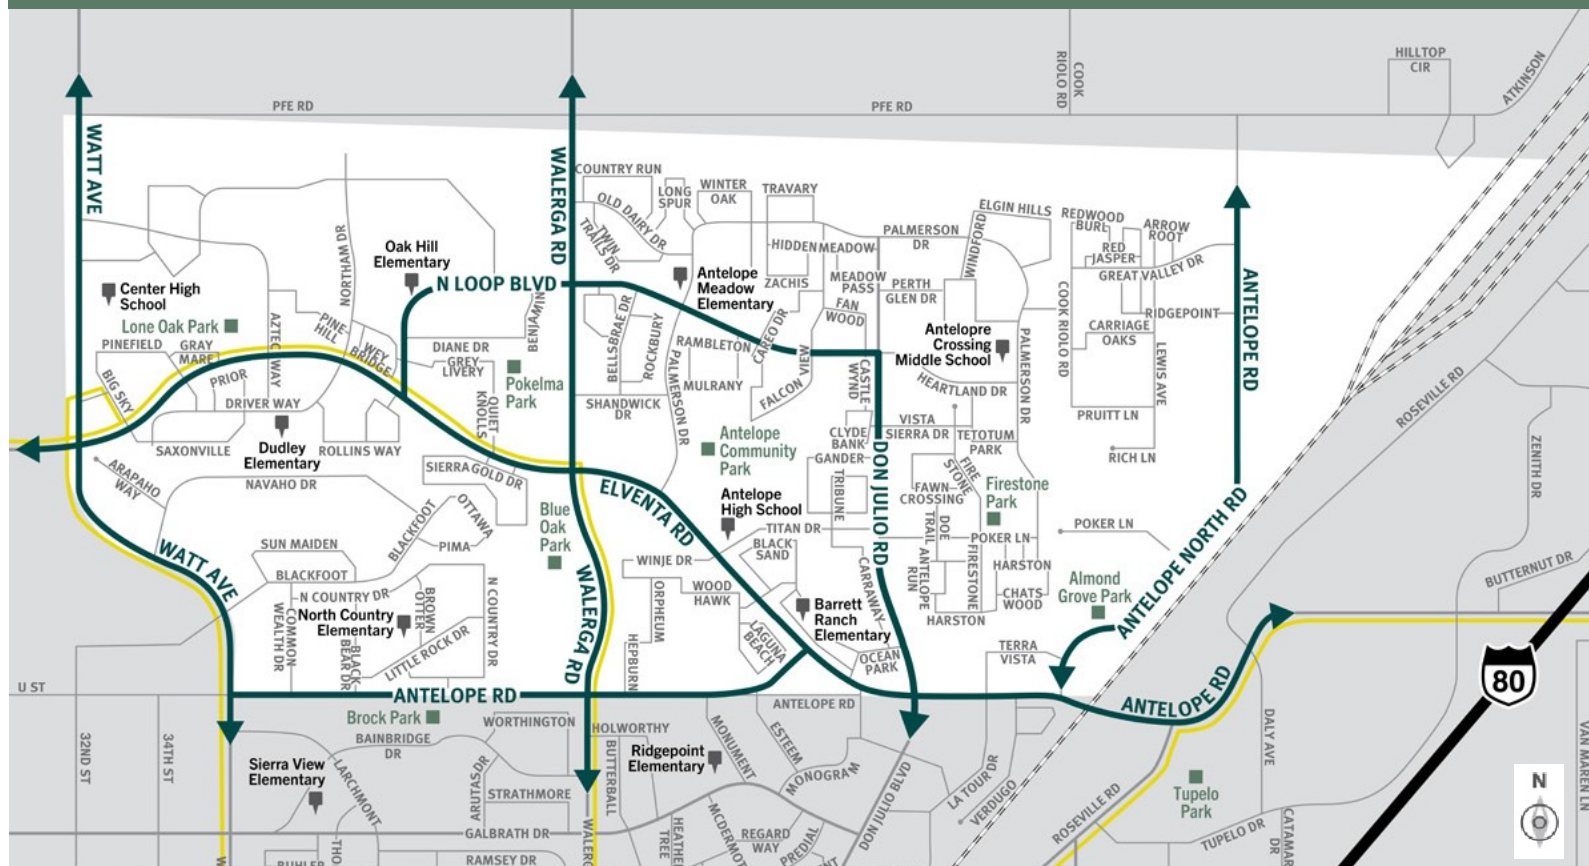 HILLTOP
CIR
ATKINSON
COOK
RIOLO RD
PFE RD
PFE RD
WATT AVE
WALERGA RD
COUNTRY RUN
LONG
SPUR
WINTER
OAK
TRAVARY
OLD DAIRY DR
TWIN
TRAILS DR
ELGIN HILLS
REDWOOD
BURL
ARROW
ROOT
RED
JASPER
GREAT VALLEY DR
PALMERSON
DR
WINDFORD
HIDDEN MEADOW
MEADOW
PASS
PERTH
GLEN DR
ZACHIS
FAN
WOOD
NORTHAM DR
Oak Hill
Elementary
N LOOP BLVD
Antelope
Meadow
Elementary
Center High
School
Lone Oak Park
PINEFIELD
GRAY
MARE
AZTEC WAY
PINE-
HILL
WEY
BRIDGE
BENJAMIN
BELLSBRAE DR
ROCKBURY
PALMERSON DR
RAMBLETON
CAREO DR
VIEW
FALCON
MULRANY
Antelopre
Crossing
Middle School
COOK RIOLO RD
RIDGEPOINT
CARRIAGE
OAKS
LEWIS AVE
ANTELOPE RD
PALMERSON DR
CASTLE
WYND
HEARTLAND DR
DIANE DR
GREY
LIVERY
Pokelma
Park
QUIET
KNOLLS
BIG SKY
PRIOR
DRIVER WAY
SHANDWICK
DR
PRUITT LN
VISTA
SIERRA DR
TETOTUM
PARK
CLYDE
BANK
GANDER
DON JULIO RD
RICH LN
ROSEVILLE RD
ZENITH DR
Dudley
Elementary
SAXONVILLE
ROLLINS WAY
SIERRA GOLD DR
Antelope
Community
Park
ARAPAHO
WAY
NAVAHO DR
ELVENTA RD
Antelope
High School
TRIBUNE
FIRE
STONE
FAWN
CROSSING
Firestone
Park
BLACKFOOT
OTTAWA
PIMA
Blue
Oak
Park
TITAN DR
BLACK
SAND
DOE
TRAIL
POKER LN
POKER LN
ANTELOPE NORTH RD
SUN MAIDEN
WATT AVE
WALERGA RD
WINJE DR
WOOD
HAWK
ORPHEUM
CARRAWAY
ANTELOPE
RUN
FIRESTONE
HARSTON
CHATS
WOOD
HARSTON
Almond
Grove Park
BUTTERNUT DR
BLACKFOOT
N COUNTRY DR
North Country
Elementary
BROWN
OTTER
N COUNTRY DR
COMMON
WEALTH DR
BLACK
BEAR DR
LITTLE ROCK DR
Barrett
Ranch
Elementary
LAGUNA
BEACH
HEPBURN
OCEAN
PARK
TERRA
VISTA
80
U ST
ANTELOPE RD
ANTELOPE RD
ANTELOPE RD
Brock Park
WORTHINGTON
HOLWORTHY
32ND ST
34TH ST
BAINBRIDGE
DR
Sierra View
Elementary
LARCHMONT
ARUTAS DR
STRATHMORE
BUTTERBALL
Ridgepoint
Elementary
MONUMENT
ESTEEM
MONOGRAM
DON JULIO BLVD
LA TOUR DR
VERDUGO
ROSEVILLE RD
DALY AVE
Tupelo
Park
TUPELO DR
CATAMAR
DR
VAN MAREN LN
N
GALBRATH DR
RAMSEY DR
BUHLER
THO
W
WALERG
HEATHE
TREE
MCDERMOT
REGARD
WAY
PREDIAL
NT